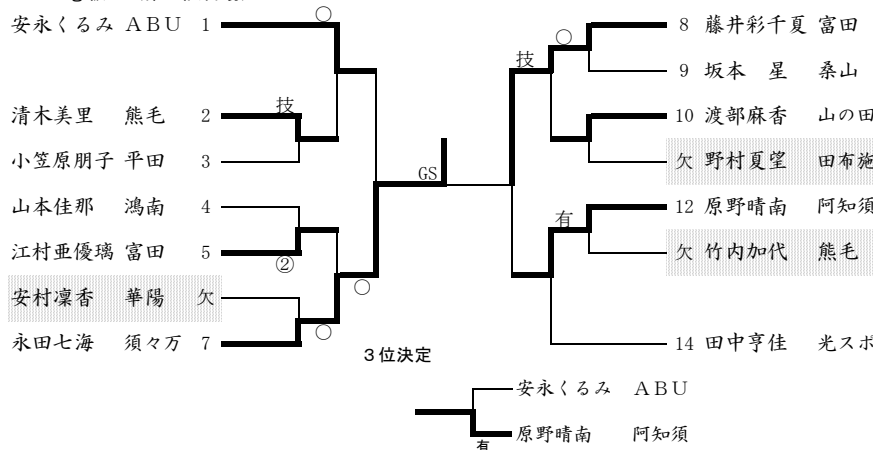 安永くるみ ABU 1
○
清木美里 熊毛 2
技
小笠原朋子 平田 3
山本佳那 鴻南 4
江村亜優璃 富田 5
②
安村凜香 華陽 欠
○
永田七海 須々万 7
○
GS
8 藤井彩千夏 富田
○
技
9 坂本 星 桑山
10 渡部麻香 山の田
欠 野村夏望 田布施
12 原野晴南 阿知須
有
欠 竹内加代 熊毛
14 田中亨佳 光スポ
3位決定
安永くるみ ABU
原野晴南 阿知須
有